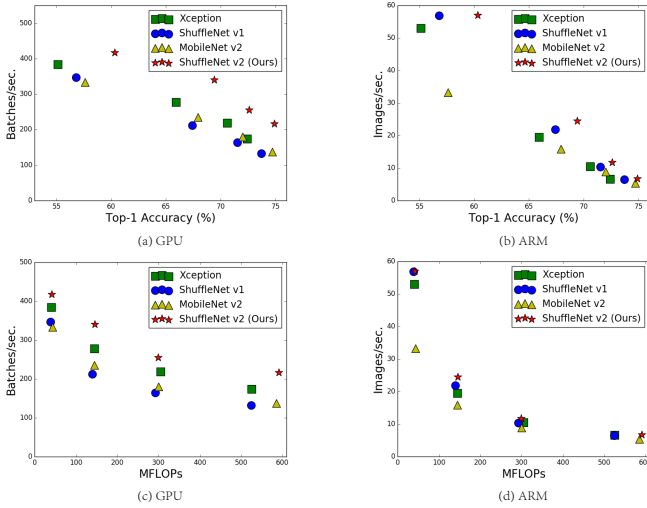 500
400
300
200
100
0
Batches/sec.
Xception
ShuffleNet v1
MobileNet v2
ShuffleNet v2 (Ours)
55 60 65 70 75
Top-1 Accuracy (%)
(a) GPU
60
50
40
30
20
10
0
Images/sec.
Xception
ShuffleNet v1
MobileNet v2
ShuffleNet v2 (Ours)
55 60 65 70 75
Top-1 Accuracy (%)
(b) ARM
500
400
300
200
100
0
Batches/sec.
Xception
ShuffleNet v1
MobileNet v2
ShuffleNet v2 (Ours)
0 100 200 300 400 500 600
MFLOPs
(c) GPU
60
50
40
30
20
10
0
Images/sec.
Xception
ShuffleNet v1
MobileNet v2
ShuffleNet v2 (Ours)
0 100 200 300 400 500 600
MFLOPs
(d) ARM